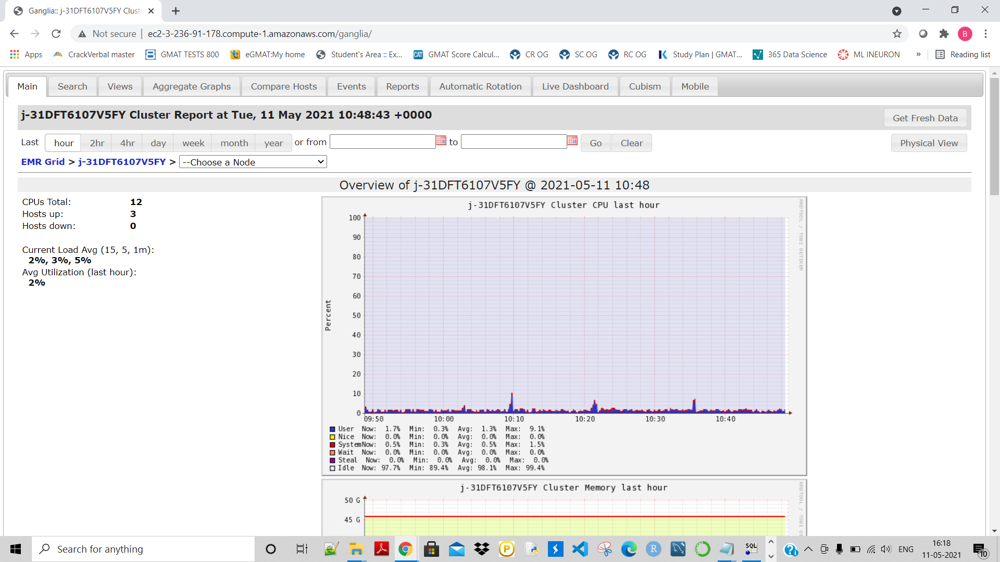 Ganglia:: j-31DFT6107V5FY Cluste
Not secure | ec2-3-236-91-178.compute-1.amazonaws.com/ganglia/
B
Apps CrackVerbal master GMAT TESTS 800 eGMAT:My home Student's Area :: Ex... CAT GMAT Score Calcul... CR OG SC OG RC OG Study Plan | GMAT... 365 Data Science ML INEURON » Reading list
Main Search Views Aggregate Graphs Compare Hosts Events Reports Automatic Rotation Live Dashboard Cubism Mobile
j-31DFT6107V5FY Cluster Report at Tue, 11 May 2021 10:48:43 +0000
Get Fresh Data
Last hour 2hr 4hr day week month year or from to Go Clear
Physical View
EMR Grid > j-31DFT6107V5FY > --Choose a Node
Overview of j-31DFT6107V5FY @ 2021-05-11 10:48
CPUs Total: 12
Hosts up: 3
Hosts down: 0
Current Load Avg (15, 5, 1m):
2%, 3%, 5%
Avg Utilization (last hour):
2%
j-31DFT6107V5FY Cluster CPU last hour
RRDTOOL / TOBI OETIKER
Percent
100
90
80
70
60
50
40
30
20
10
0
09:50 10:00 10:10 10:20 10:30 10:40
User Now: 1.7% Min: 0.3% Avg: 1.3% Max: 9.1%
Nice Now: 0.0% Min: 0.0% Avg: 0.0% Max: 0.0%
System Now: 0.5% Min: 0.3% Avg: 0.5% Max: 1.5%
Wait Now: 0.0% Min: 0.0% Avg: 0.0% Max: 0.0%
Steal Now: 0.0% Min: 0.0% Avg: 0.0% Max: 0.0%
Idle Now: 97.7% Min: 89.4% Avg: 98.1% Max: 99.4%
j-31DFT6107V5FY Cluster Memory last hour
RRDTOOL / TOBI OE
50 G
45 G
Search for anything
P
R
SQL
ENG
16:18
11-05-2021
10